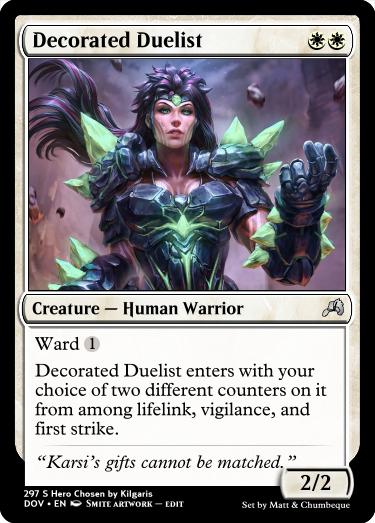 Decorated Duelist
Creature — Human Warrior
Ward 1
Decorated Duelist enters with your
choice of two different counters on it
from among lifelink, vigilance, and
first strike.
“Karsi’s gifts cannot be matched.”
2/2
297 S Hero Chosen by Kilgaris
DOV • EN SMITE ARTWORK — EDIT
Set by Matt & Chumbeque